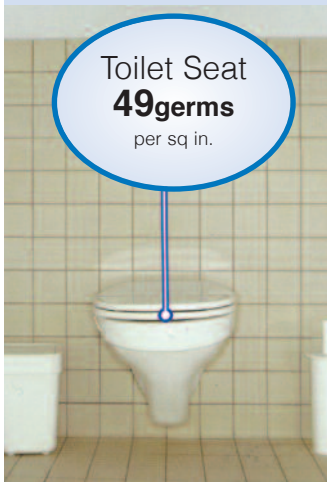 Toilet Seat
49germs
per sq in.